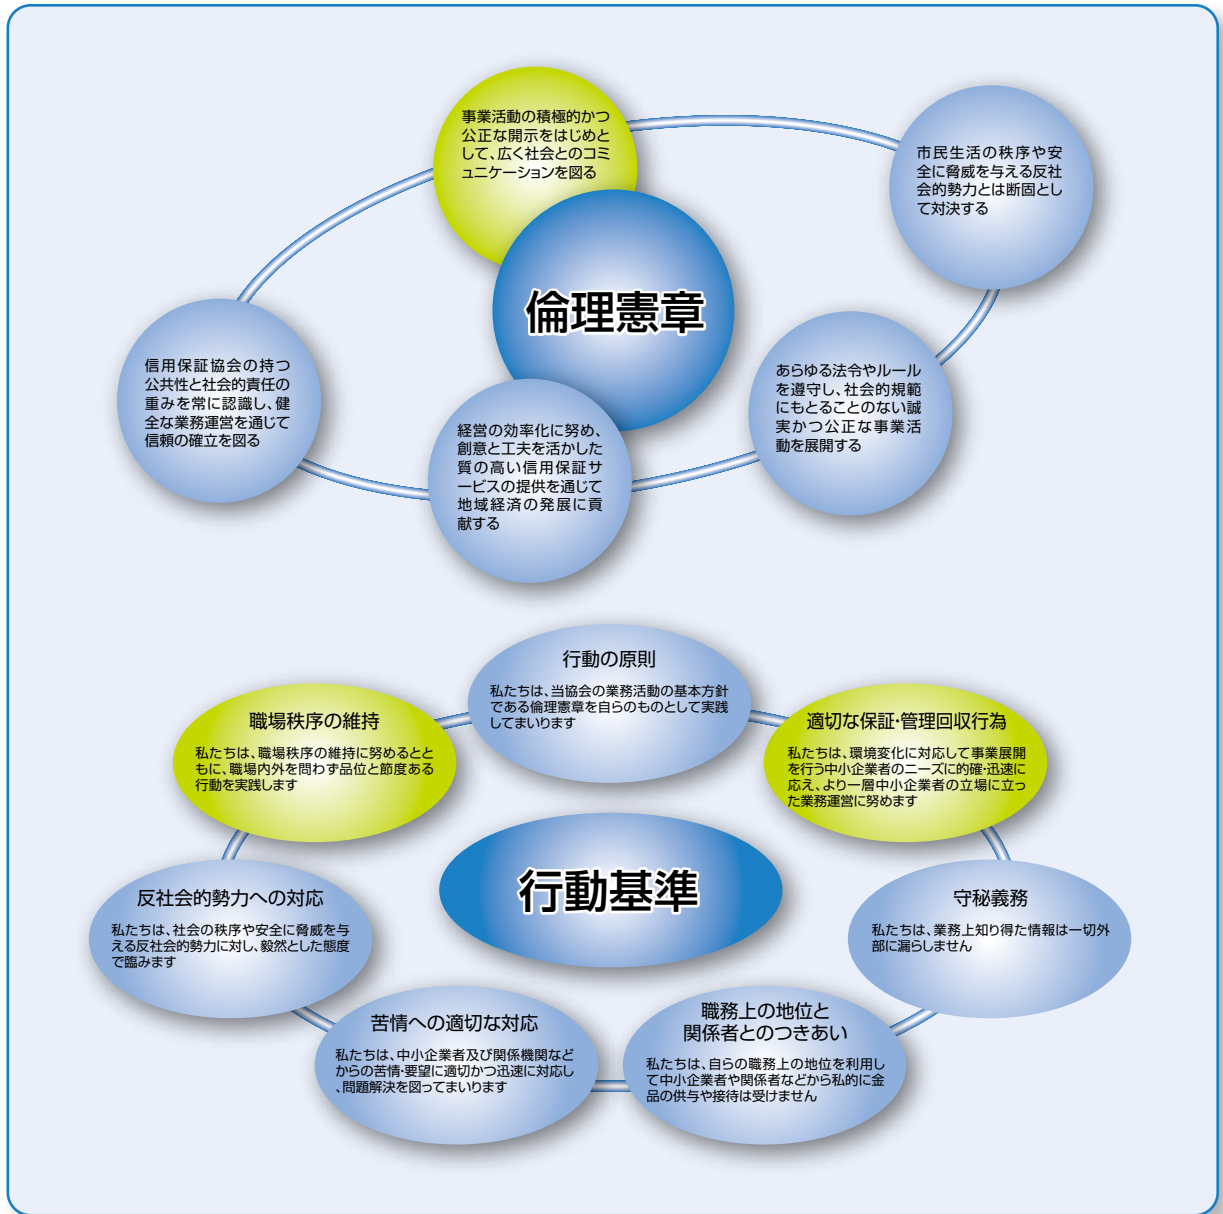 事業活動の積極的かつ
公正な開示をはじめと
して、広く社会とのコミ
ュニケーションを図る
市民生活の秩序や安
全に脅威を与える反社
会的勢力とは断固とし
て対決する
倫理憲章
信用保証協会の持つ
公共性と社会的責任の
重みを常に認識し、健
全な業務運営を通じて
信頼の確立を図る
経営の効率化に努め、
創意と工夫を活かした
質の高い信用保証サ
ービスの提供を通じて
地域経済の発展に貢
献する
あらゆる法令やルール
を遵守し、社会的規範
にもとることのない誠
実かつ公正な事業活
動を展開する
行動の原則
私たちは、当協会の業務活動の基本方針
である倫理憲章を自らのものとして実践
してまいります
職場秩序の維持
私たちは、職場秩序の維持に努めるとと
もに、職場内外を問わず品位と節度ある
行動を実践します
適切な保証・管理回収行為
私たちは、環境変化に対応して事業展開
を行う中小企業者のニーズに的確・迅速に
応え、より一層中小企業者の立場に立っ
た業務運営に努めます
行動基準
反社会的勢力への対応
私たちは、社会の秩序や安全に脅威を与
える反社会的勢力に対し、毅然とした態度
で臨みます
守秘義務
私たちは、業務上知り得た情報は一切外
部に漏らしません
苦情への適切な対応
私たちは、中小企業者及び関係機関など
からの苦情・要望に適切かつ迅速に対応し
、問題解決を図ってまいります
職務上の地位と
関係者とのつきあい
私たちは、自らの職務上の地位を利用し
て中小企業者や関係者などから私的に金
品の供与や接待は受けません